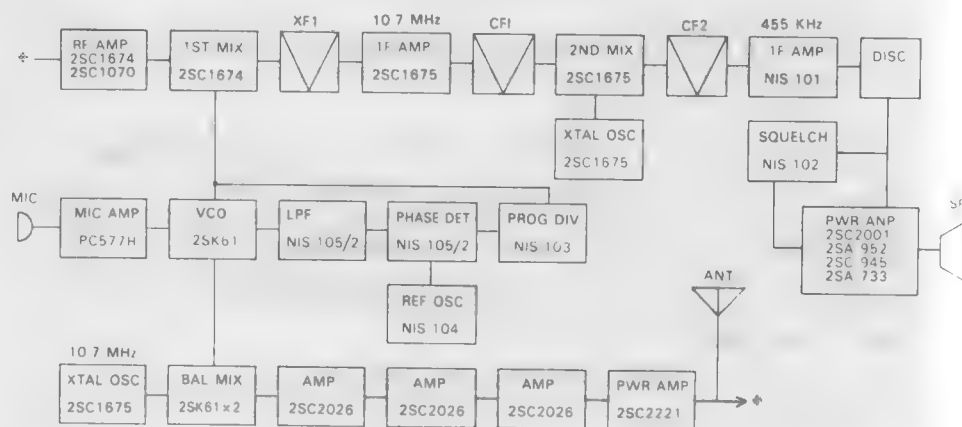 XF1
10 7 MHz
CF1
CF2
455 KHz
RF AMP
2SC1674
2SC1070
1ST MIX
2SC1674
1F AMP
2SC1675
2ND MIX
2SC1675
1F AMP
NIS 101
DISC
XTAL OSC
2SC1675
SQUELCH
NIS 102
MIC
MIC AMP
PC577H
VCO
2SK61
LPF
NIS 105/2
PHASE DET
NIS 105/2
PROG DIV
NIS 103
PWR ANP
2SC2001
2SA 952
2SC 945
2SA 733
REF OSC
NIS 104
ANT
10 7 MHz
XTAL OSC
2SC1675
BAL MIX
2SK61×2
AMP
2SC2026
AMP
2SC2026
AMP
2SC2026
PWR AMP
2SC2221